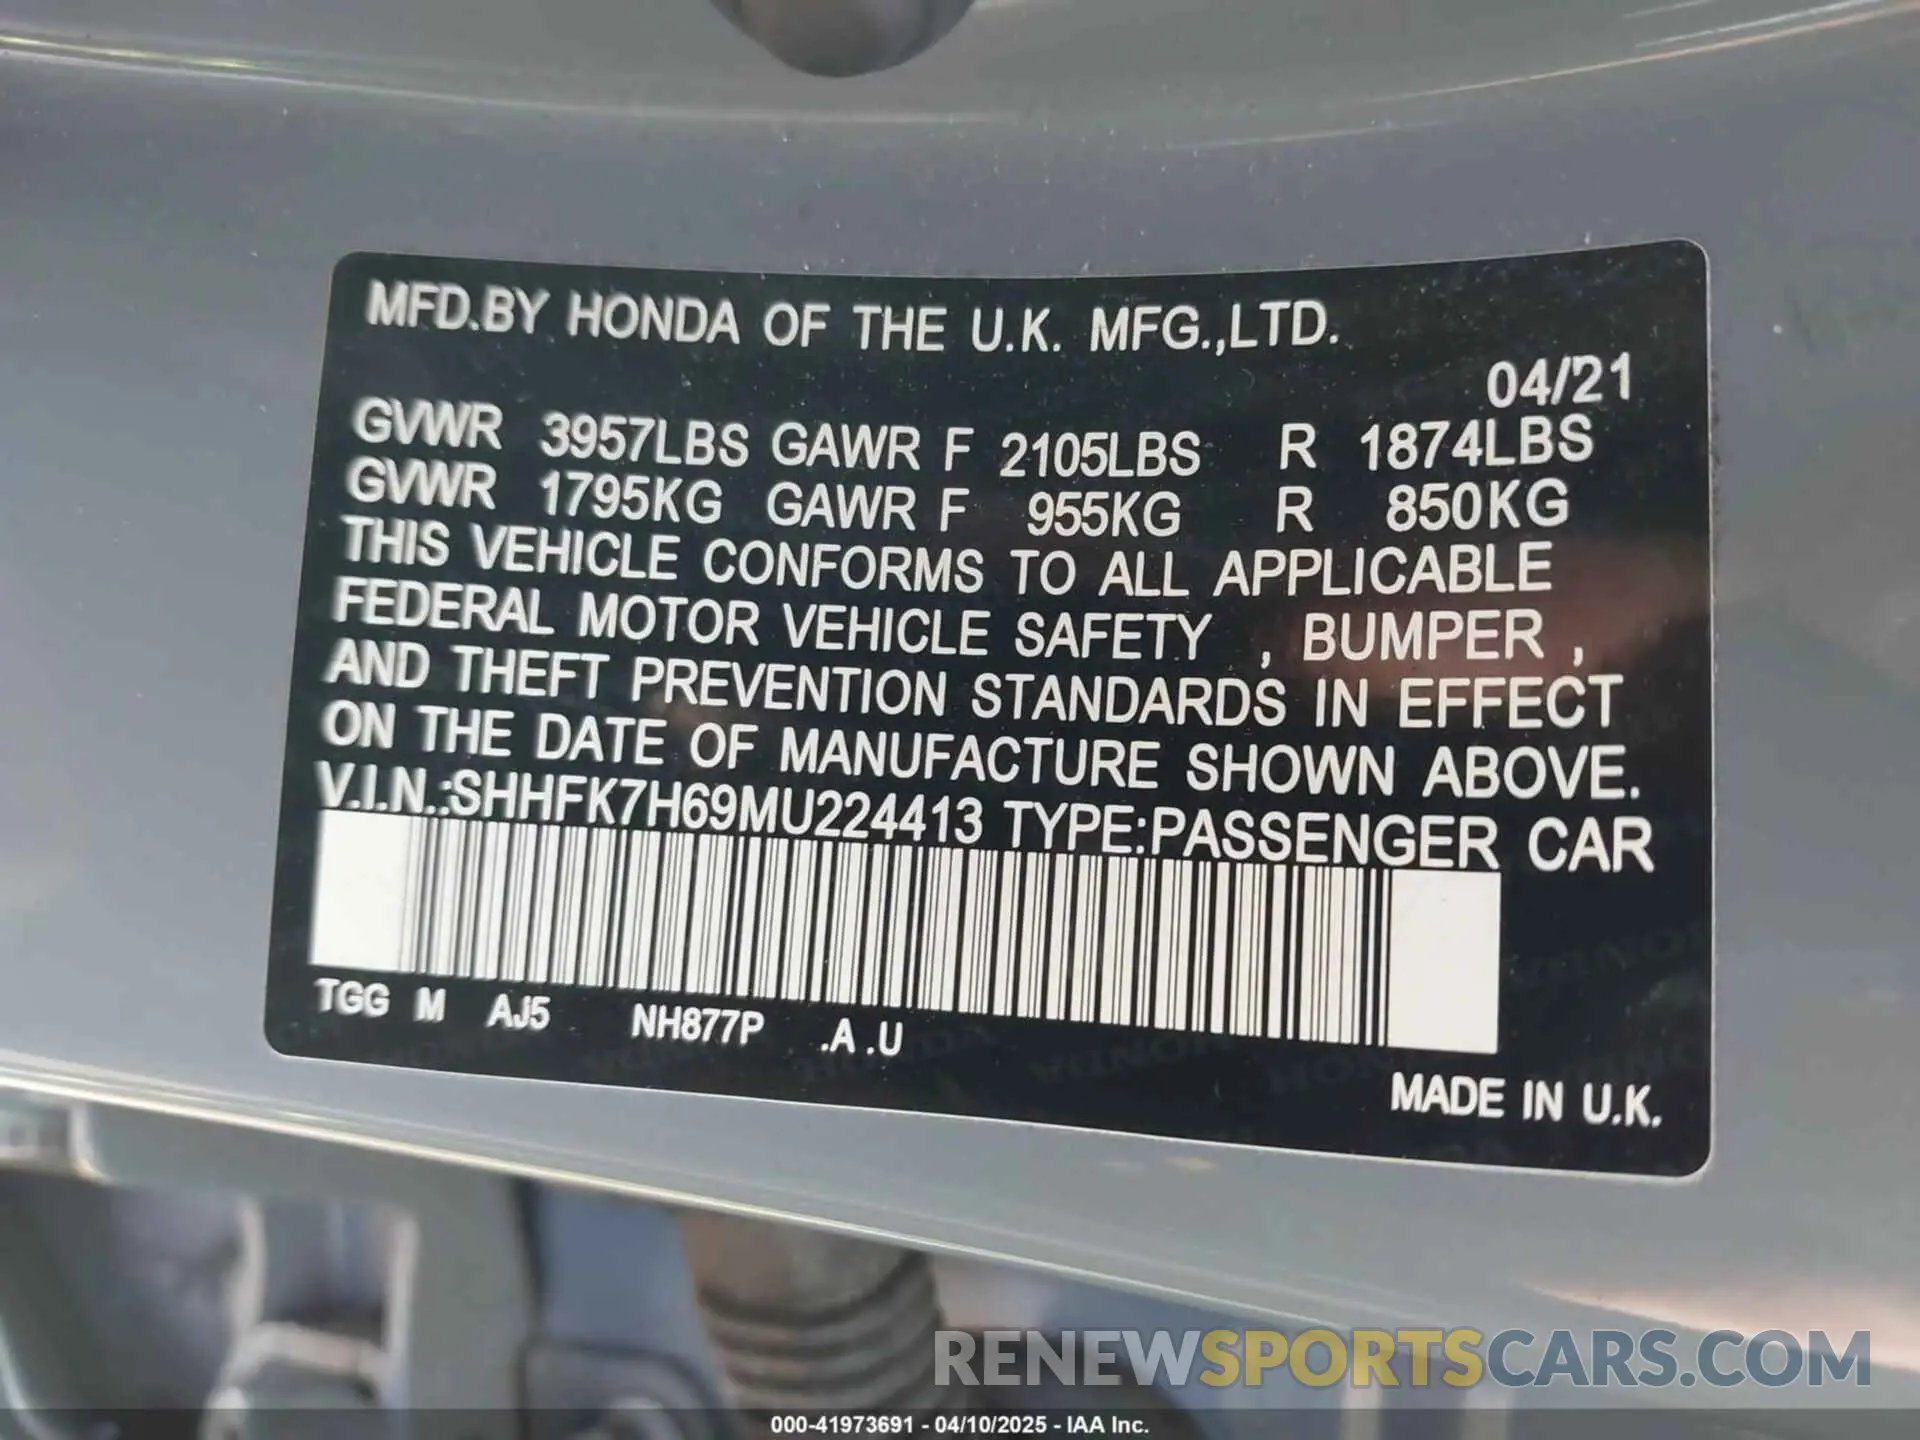 MFD.BY HONDA OF THE U.K. MFG.,LTD.
04/21
GVWR 3957LBS GAWR F 2105LBS R 1874LBS
GVWR 1795KG GAWR F 955KG R 850KG
THIS VEHICLE CONFORMS TO ALL APPLICABLE
FEDERAL MOTOR VEHICLE SAFETY , BUMPER ,
AND THEFT PREVENTION STANDARDS IN EFFECT
ON THE DATE OF MANUFACTURE SHOWN ABOVE.
V.I.N.:SHHFK7H69MU224413 TYPE:PASSENGER CAR
TGG M AJ5 NH877P .A .U
MADE IN U.K.
RENEWSPORTSCARS.COM
000-41973691 - 04/10/2025 - IAA Inc.